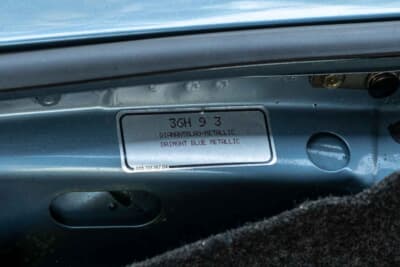 3GH 9 3
DIAMANTBLAU-METALLIC
DAIMONT BLUE METALLIC